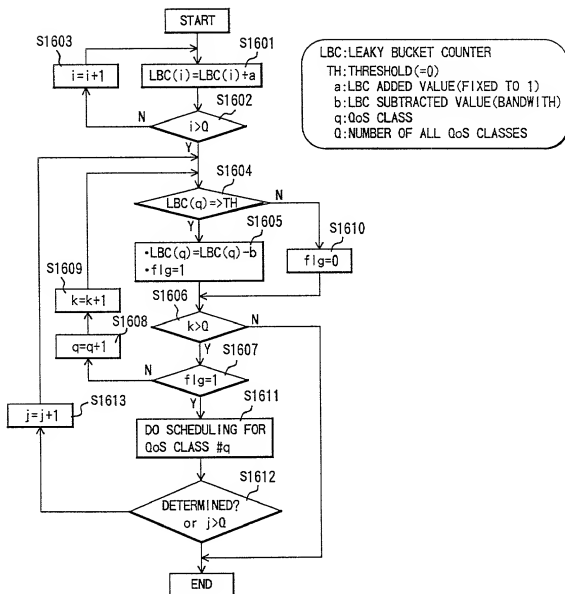 START
S1603
S1601
i=i+1
LBC(i)=LBC(i)+a
S1602
N
i>Q
Y
LBC:LEAKY BUCKET COUNTER
TH:THRESHOLD(=0)
a:LBC ADDED VALUE(FIXED TO 1)
b:LBC SUBTRACTED VALUE(BANDWITH)
q:QoS CLASS
Q:NUMBER OF ALL QoS CLASSES
S1604
N
LBC(q)=>TH
Y
S1605
S1610
•LBC(q)=LBC(q)-b
•flg=1
flg=0
S1609
k=k+1
S1606
k>Q
N
S1608
Y
q=q+1
S1607
N
flg=1
Y
S1611
j=j+1
S1613
DO SCHEDULING FOR
QoS CLASS #q
S1612
DETERMINED?
or j>Q
END